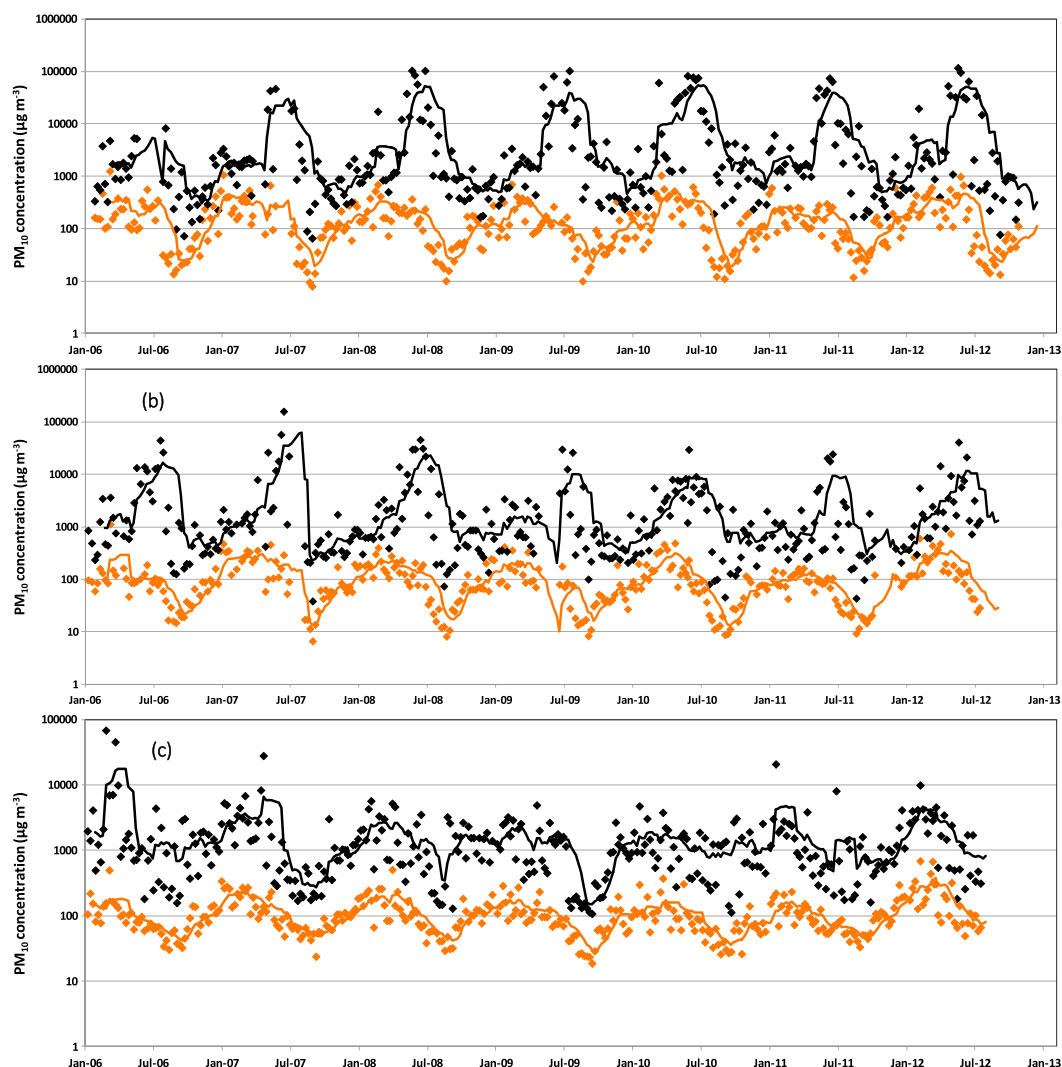 1000000
100000
10000
1000
100
10
1
PM10 concentration (µg m-3)
Jan-06 Jul-06 Jan-07 Jul-07 Jan-08 Jul-08 Jan-09 Jul-09 Jan-10 Jul-10 Jan-11 Jul-11 Jan-12 Jul-12 Jan-13
1000000
(b)
100000
10000
1000
100
10
1
PM10 concentration (µg m-3)
Jan-06 Jul-06 Jan-07 Jul-07 Jan-08 Jul-08 Jan-09 Jul-09 Jan-10 Jul-10 Jan-11 Jul-11 Jan-12 Jul-12 Jan-13
100000
(c)
10000
1000
100
10
1
PM10 concentration (µg m-3)
Jan-06 Jul-06 Jan-07 Jul-07 Jan-08 Jul-08 Jan-09 Jul-09 Jan-10 Jul-10 Jan-11 Jul-11 Jan-12 Jul-12 Jan-13